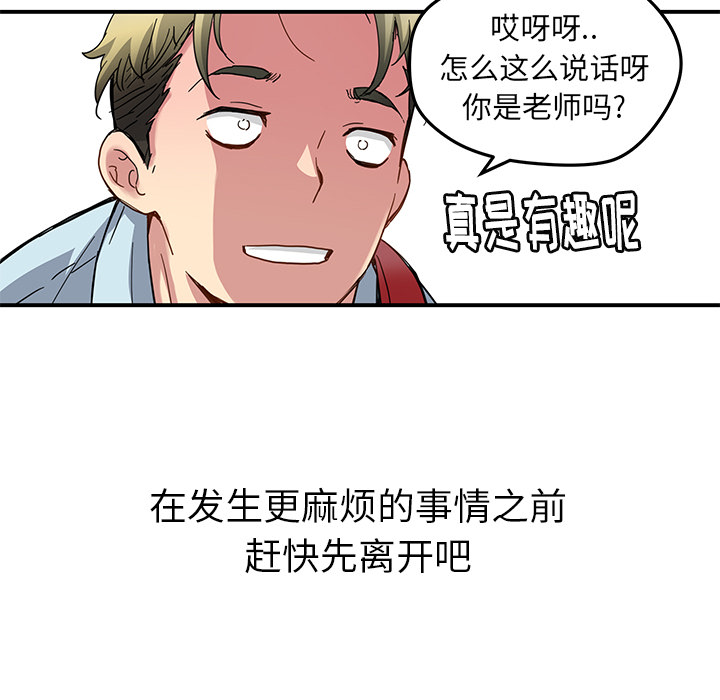 哎呀呀..
怎么这么说话呀
你是老师吗?
真是有趣呢
在发生更麻烦的事情之前
赶快先离开吧